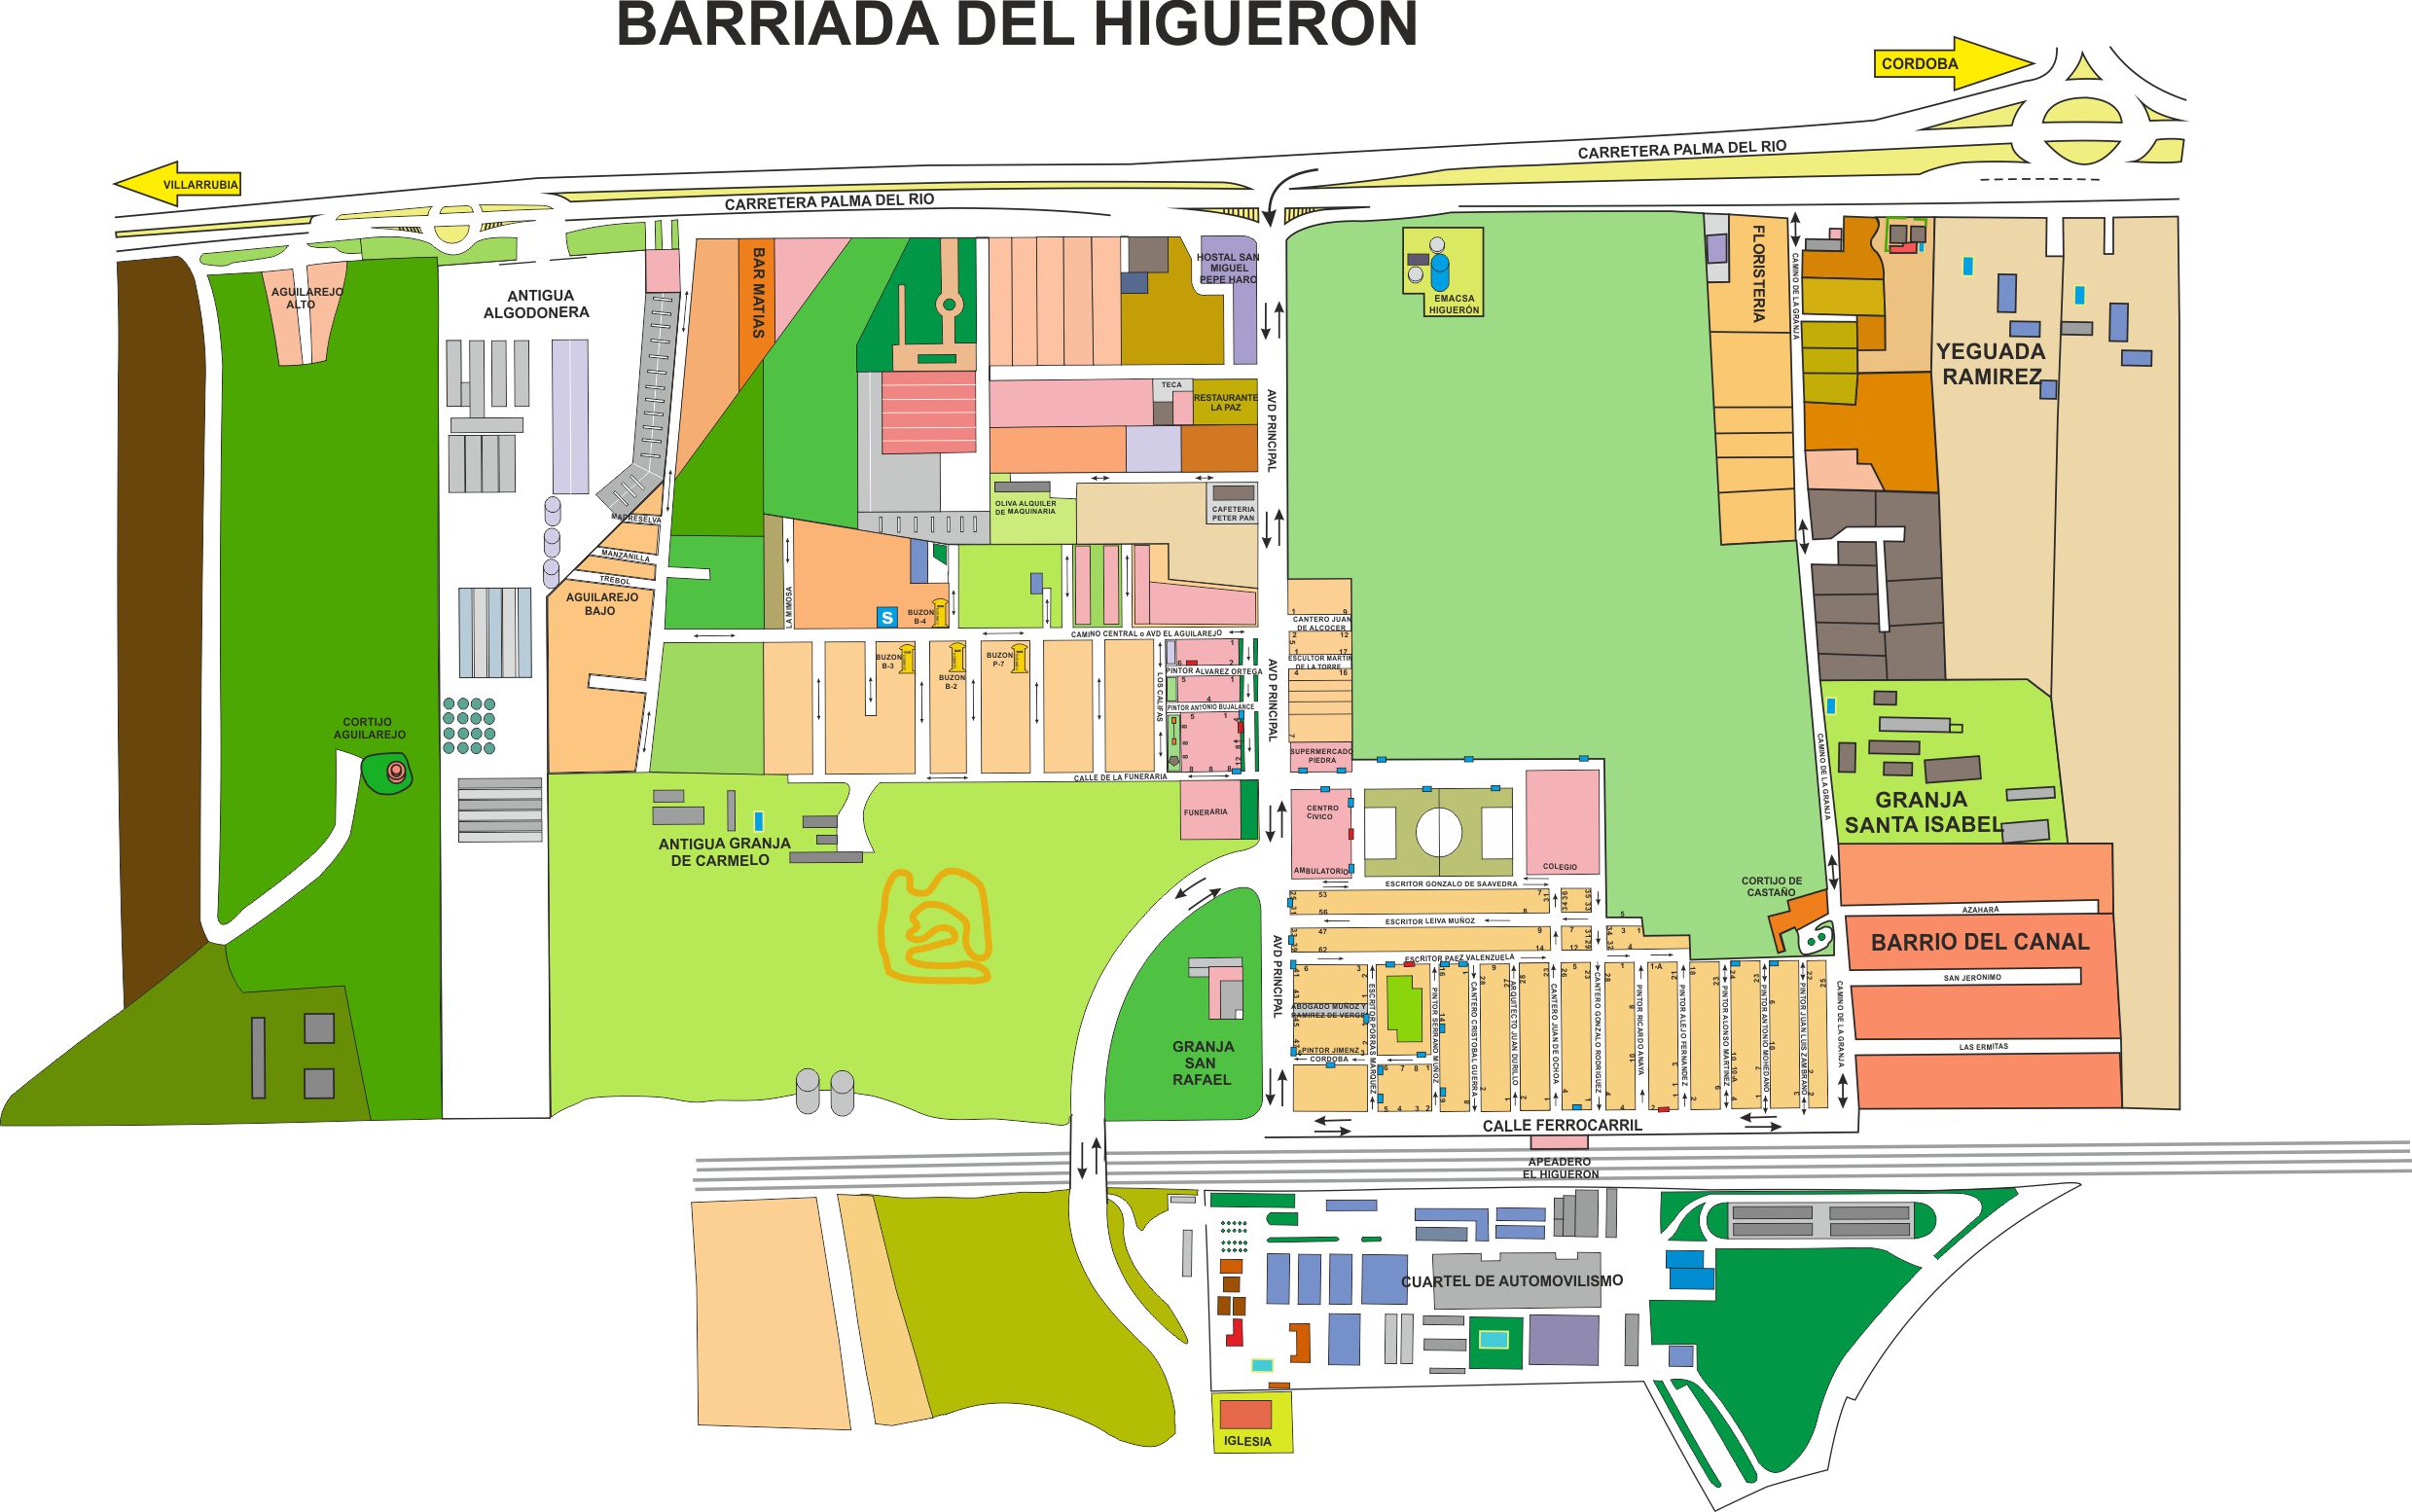 BARRIADA DEL HIGUERON
CORDOBA
VILLARRUBIA
CARRETERA PALMA DEL RIO
CARRETERA PALMA DEL RIO
AGUILAREJO
ALTO
ANTIGUA
ALGODONERA
BAR MATIAS
HOSTAL SAN
MIGUEL
PEPE HARO
EMACSA
HIGUERÓN
FLORISTERIA
CAMINO DE LA GRANJA
YEGUADA
RAMIREZ
TECA
RESTAURANTE
LA PAZ
AVD PRINCIPAL
OLIVA ALQUILER
DE MAQUINARIA
CAFETERIA
PETER PAN
MADRESELVA
MANZANILLA
TREBOL
AGUILAREJO
BAJO
LA MIMOSA
S
BUZON
B-4
CAMINO CENTRAL o AVD EL AGUILAREJO
BUZON
B-3
BUZON
B-2
BUZON
P-7
LOS CALIFAS
PINTOR ALVAREZ ORTEGA
PINTOR ANTONIO BUJALANCE
AVD PRINCIPAL
CANTERO JUAN
DE ALCOCER
ESCULTOR MARTIN
DE LA TORRE
SUPERMERCADO
PIEDRA
CORTIJO
AGUILAREJO
CALLE DE LA FUNERARIA
FUNERARIA
ANTIGUA GRANJA
DE CARMELO
CENTRO
CIVICO
AMBULATORIO
COLEGIO
CAMINO DE LA GRANJA
GRANJA
SANTA ISABEL
CORTIJO DE
CASTAÑO
ESCRITOR GONZALO DE SAAVEDRA
ESCRITOR LEIVA MUÑOZ
ESCRITOR PAEZ VALENZUELA
AZAHARA
BARRIO DEL CANAL
SAN JERONIMO
LAS ERMITAS
AVD PRINCIPAL
ABOGADO MUÑOZ Y
RAMIREZ DE VERGER
PINTOR JIMENZ
CORDOBA
ESCRITOR PORRAS MARQUEZ
PINTOR SERRANO MUÑOZ
CANTERO CRISTOBAL GUERRA
ARQUITECTO JUAN DURILLO
CANTERO JUAN DE OCHOA
CANTERO GONZALO RODRIGUEZ
PINTOR RICARDO ANAYA
PINTOR ALEJO FERNANDEZ
PINTOR ALONSO MARTINEZ
PINTOR ANTONIO MOHEDANO
PINTOR JUAN LUIS ZAMBRANO
CAMINO DE LA GRANJA
GRANJA
SAN
RAFAEL
CALLE FERROCARRIL
APEADERO
EL HIGUERON
CUARTEL DE AUTOMOVILISMO
IGLESIA